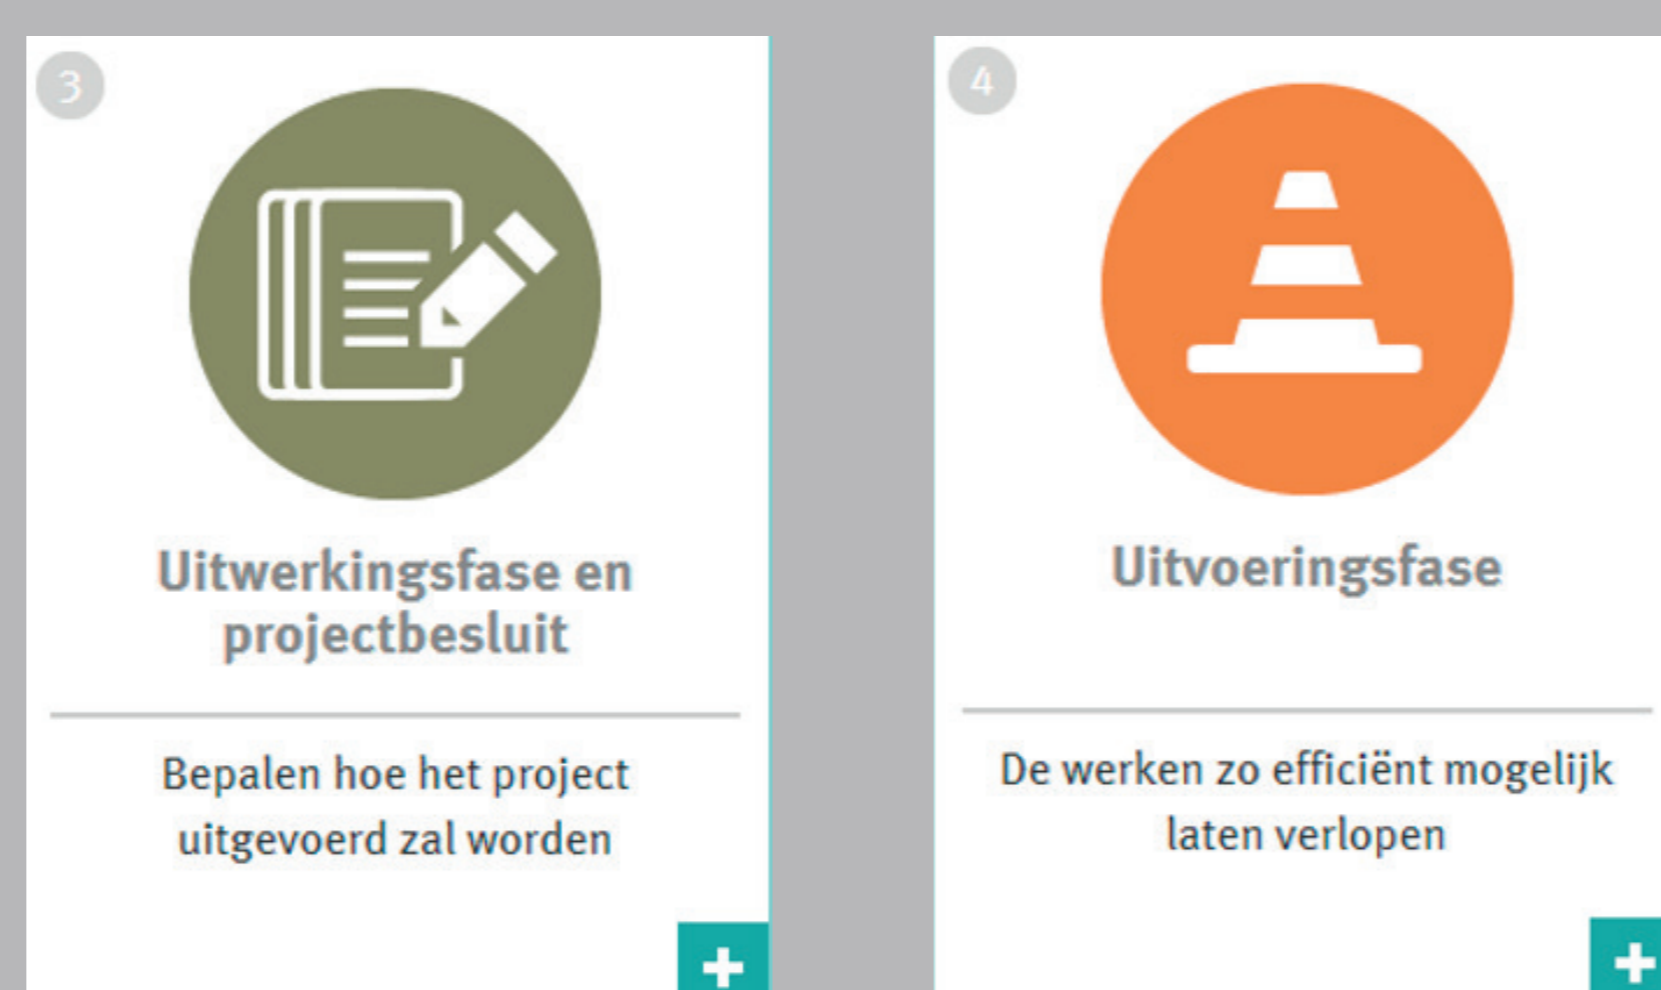 3
Uitwerkingsfase en
projectbesluit
Bepalen hoe het project
uitgevoerd zal worden
4
Uitvoeringsfase
De werken zo efficiënt mogelijk
laten verlopen